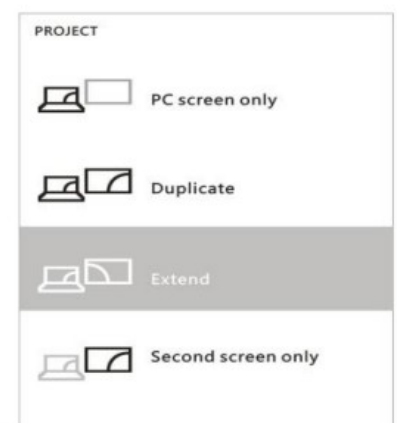 PROJECT
PC screen only
Duplicate
Extend
Second screen only